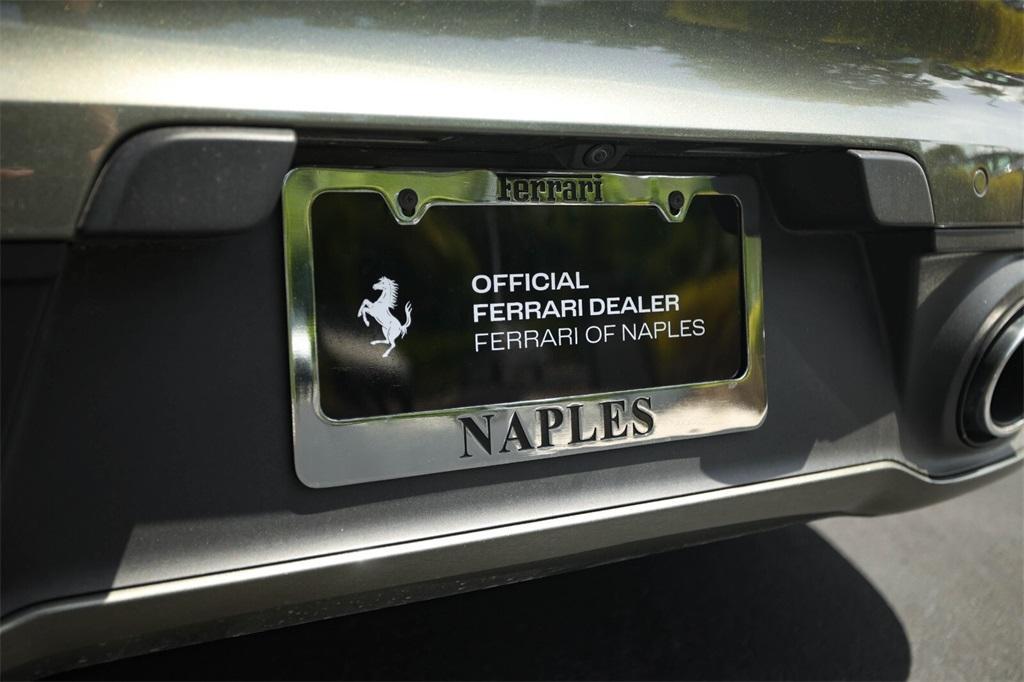 Ferrari
OFFICIAL
FERRARI DEALER
FERRARI OF NAPLES
NAPLES